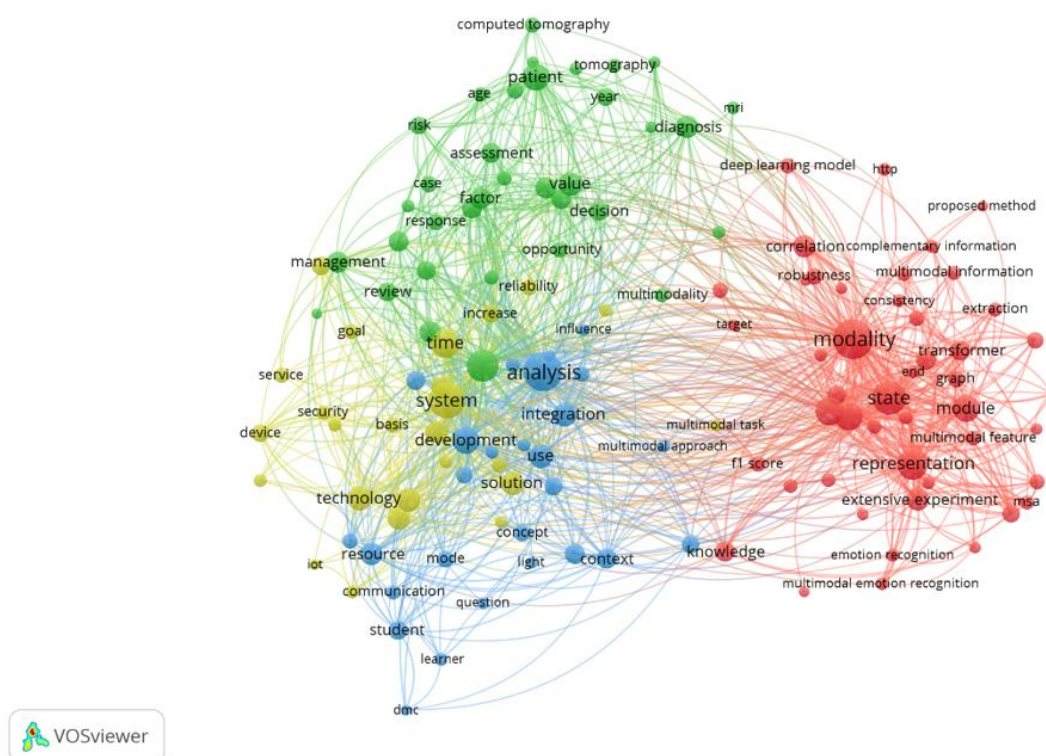 computed tomography
tomography
patient
age
year
mri
risk
diagnosis
assessment
deep learning model
http
case
value
factor
proposed method
decision
response
correlation
complementary information
opportunity
management
robustness
multimodal information
reliability
review
multimodality
consistency
extraction
increase
target
goal
influence
time
modality
transformer
end
service
analysis
graph
system
state
security
integration
module
basis
multimodal task
device
development
multimodal approach
multimodal feature
use
f1 score
representation
solution
technology
extensive experiment
msa
concept
resource
mode
context
knowledge
emotion recognition
iot
light
communication
multimodal emotion recognition
question
student
learner
dmc
VOSviewer